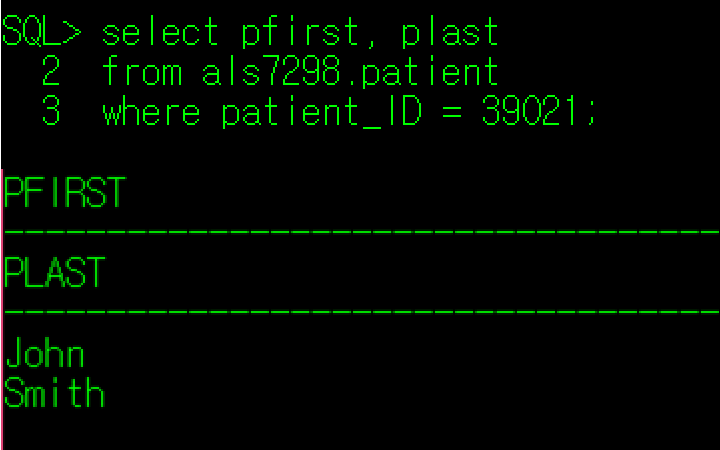 SQL> select pfirst, plast
2 from als7298.patient
3 where patient_ID = 39021;
PFIRST
------------------------------------
PLAST
------------------------------------
John
Smith